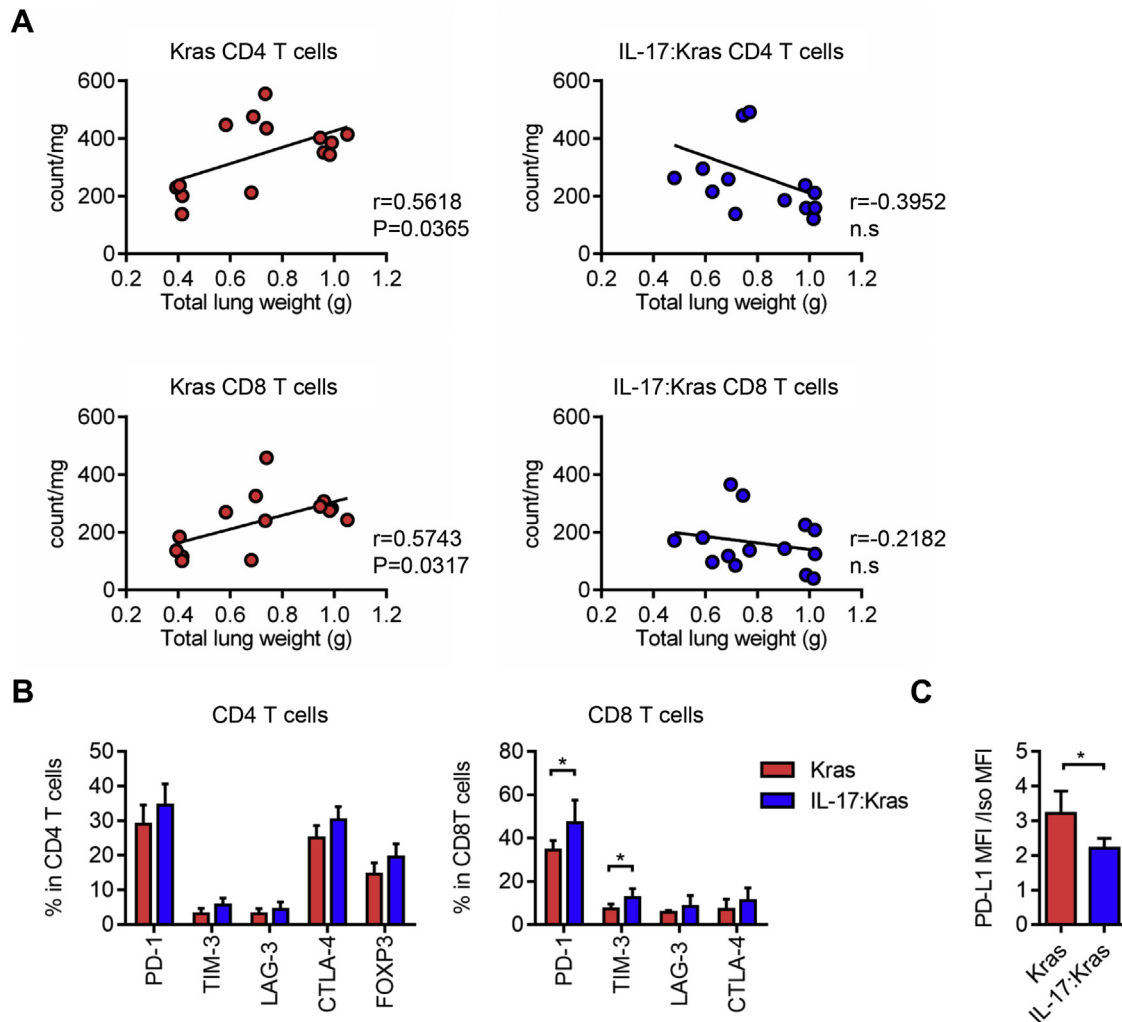 A
Kras CD4 T cells
600
400
200
0
count/mg
0.2 0.4 0.6 0.8 1.0 1.2
Total lung weight (g)
r=0.5618
P=0.0365
IL-17:Kras CD4 T cells
600
400
200
0
count/mg
0.2 0.4 0.6 0.8 1.0 1.2
Total lung weight (g)
r=-0.3952
n.s
Kras CD8 T cells
600
400
200
0
count/mg
0.2 0.4 0.6 0.8 1.0 1.2
Total lung weight (g)
r=0.5743
P=0.0317
IL-17:Kras CD8 T cells
600
400
200
0
count/mg
0.2 0.4 0.6 0.8 1.0 1.2
Total lung weight (g)
r=-0.2182
n.s
B
CD4 T cells
50
40
30
20
10
0
% in CD4 T cells
PD-1
TIM-3
LAG-3
CTLA-4
FOXP3
CD8 T cells
80
60
40
20
0
% in CD8T cells
*
*
PD-1
TIM-3
LAG-3
CTLA-4
Kras
IL-17:Kras
C
5
4
3
2
1
0
PD-L1 MFI /Iso MFI
*
Kras
IL-17:Kras